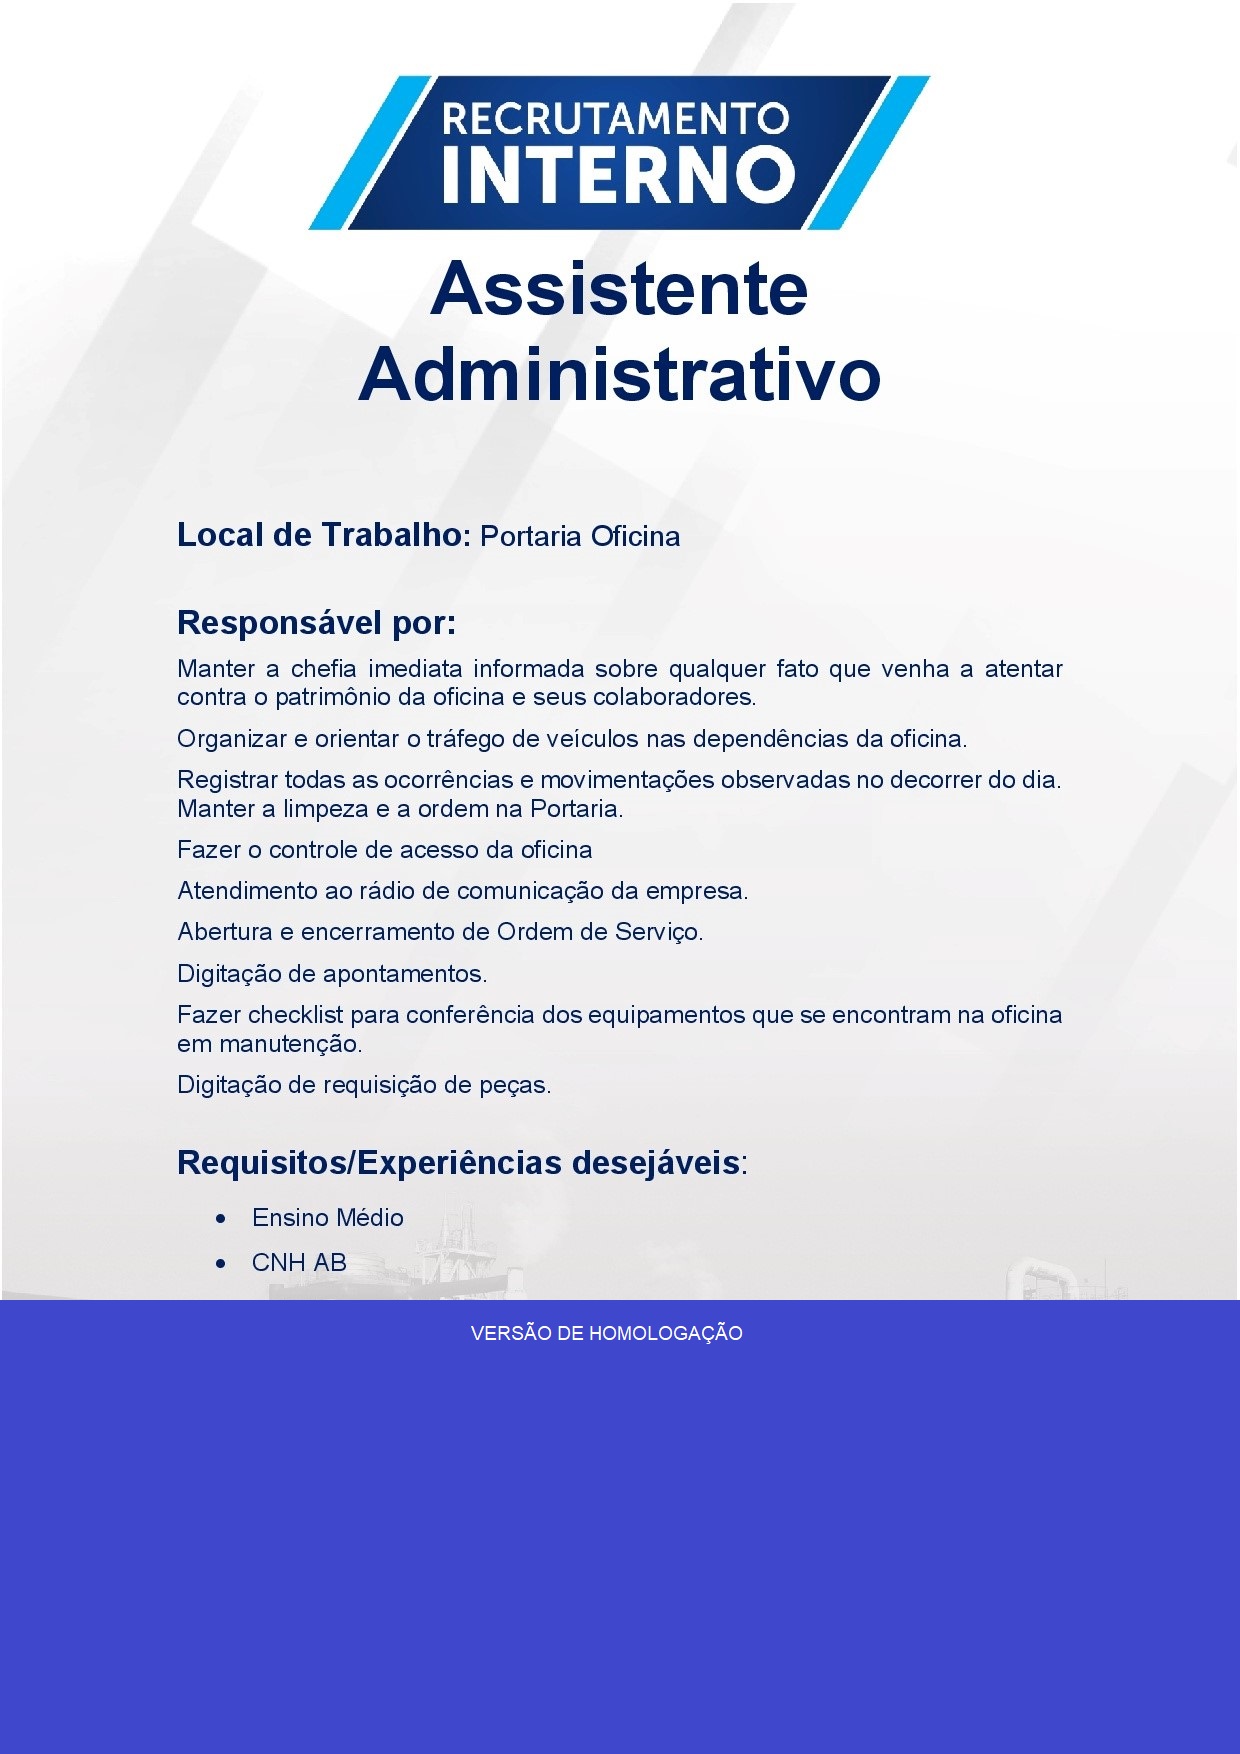 RECRUTAMENTO
INTERNO
Assistente
Administrativo
Local de Trabalho: Portaria Oficina
Responsável por:
Manter a chefia imediata informada sobre qualquer fato que venha a atentar
contra o patrimônio da oficina e seus colaboradores.
Organizar e orientar o tráfego de veículos nas dependências da oficina.
Registrar todas as ocorrências e movimentações observadas no decorrer do dia.
Manter a limpeza e a ordem na Portaria.
Fazer o controle de acesso da oficina
Atendimento ao rádio de comunicação da empresa.
Abertura e encerramento de Ordem de Serviço.
Digitação de apontamentos.
Fazer checklist para conferência dos equipamentos que se encontram na oficina
em manutenção.
Digitação de requisição de peças.
Requisitos/Experiências desejáveis:
• Ensino Médio
• CNH AB
VERSÃO DE HOMOLOGAÇÃO